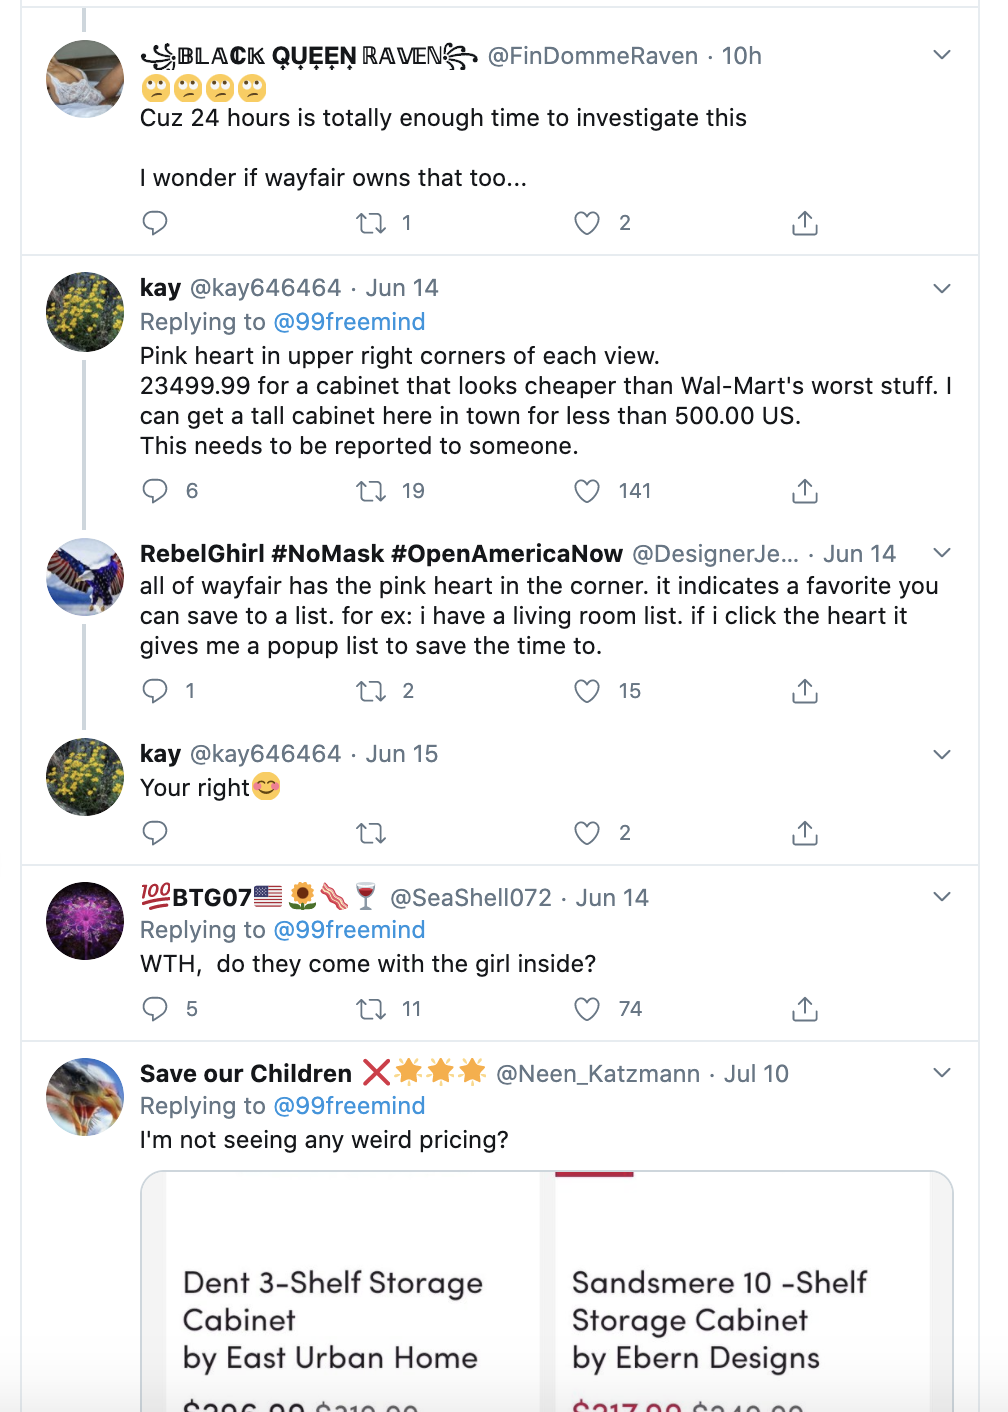 ꧁𝔹𝕃𝔸ℂ𝕂 Q̣ỤẸẸṆ ℝ𝔸𝕍𝔼ℕ꧂ @FinDommeRaven · 10h
🙄🙄🙄🙄
Cuz 24 hours is totally enough time to investigate this
I wonder if wayfair owns that too...
1 2
kay @kay646464 · Jun 14
Replying to @99freemind
Pink heart in upper right corners of each view.
23499.99 for a cabinet that looks cheaper than Wal-Mart's worst stuff. I
can get a tall cabinet here in town for less than 500.00 US.
This needs to be reported to someone.
6 19 141
RebelGhirl #NoMask #OpenAmericaNow @DesignerJe... · Jun 14
all of wayfair has the pink heart in the corner. it indicates a favorite you
can save to a list. for ex: i have a living room list. if i click the heart it
gives me a popup list to save the time to.
1 2 15
kay @kay646464 · Jun 15
Your right😊
2
💯BTG07🇺🇸🌻🥓🍷 @SeaShell072 · Jun 14
Replying to @99freemind
WTH, do they come with the girl inside?
5 11 74
Save our Children ❌🌟🌟🌟 @Neen_Katzmann · Jul 10
Replying to @99freemind
I'm not seeing any weird pricing?
Dent 3-Shelf Storage
Cabinet
by East Urban Home
Sandsmere 10 -Shelf
Storage Cabinet
by Ebern Designs